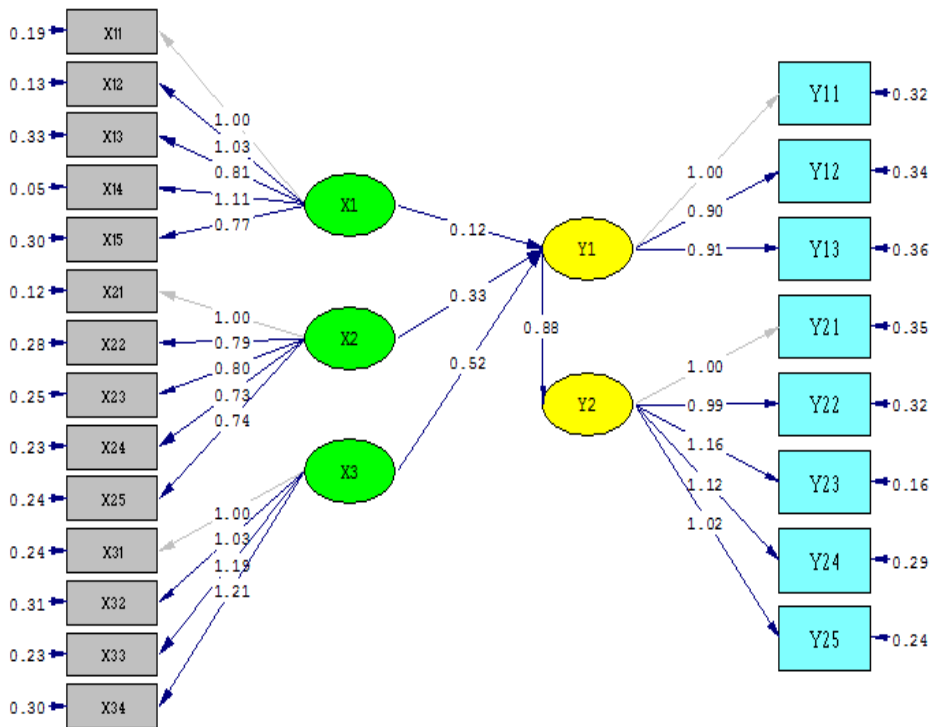 0.19 X11
0.13 X12
0.33 X13
0.05 X14
0.30 X15
0.12 X21
0.28 X22
0.25 X23
0.23 X24
0.24 X25
0.24 X31
0.31 X32
0.23 X33
0.30 X34
1.00
1.03
0.81
1.11
0.77
1.00
0.79
0.80
0.73
0.74
1.00
1.03
1.19
1.21
X1
X2
X3
0.12
0.33
0.52
Y1
0.88
Y2
1.00
0.90
0.91
1.00
0.99
1.16
1.12
1.02
Y11 0.32
Y12 0.34
Y13 0.36
Y21 0.35
Y22 0.32
Y23 0.16
Y24 0.29
Y25 0.24